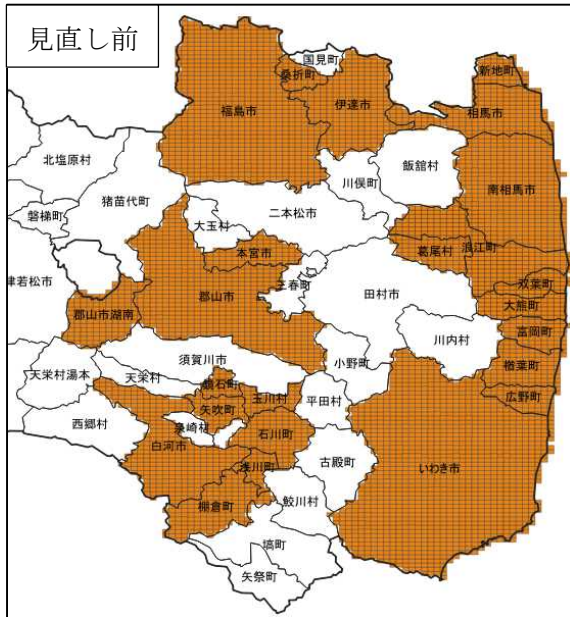 見直し前
国見町
桑折町
新地町
福島市
伊達市
相馬市
北塩原村
飯舘村
川俣町
南相馬市
猪苗代町
磐梯町
二本松市
大玉村
本宮市
葛尾村
浪江町
双葉町
三春町
大熊町
津若松市
郡山市
田村市
郡山市湖南
富岡町
川内村
須賀川市
小野町
楢葉町
天栄村湯本
天栄村
鏡石町
玉川村
平田村
広野町
矢吹町
西郷村
泉崎村
白河市
石川町
古殿町
いわき市
浅川町
棚倉町
鮫川村
塙町
矢祭町